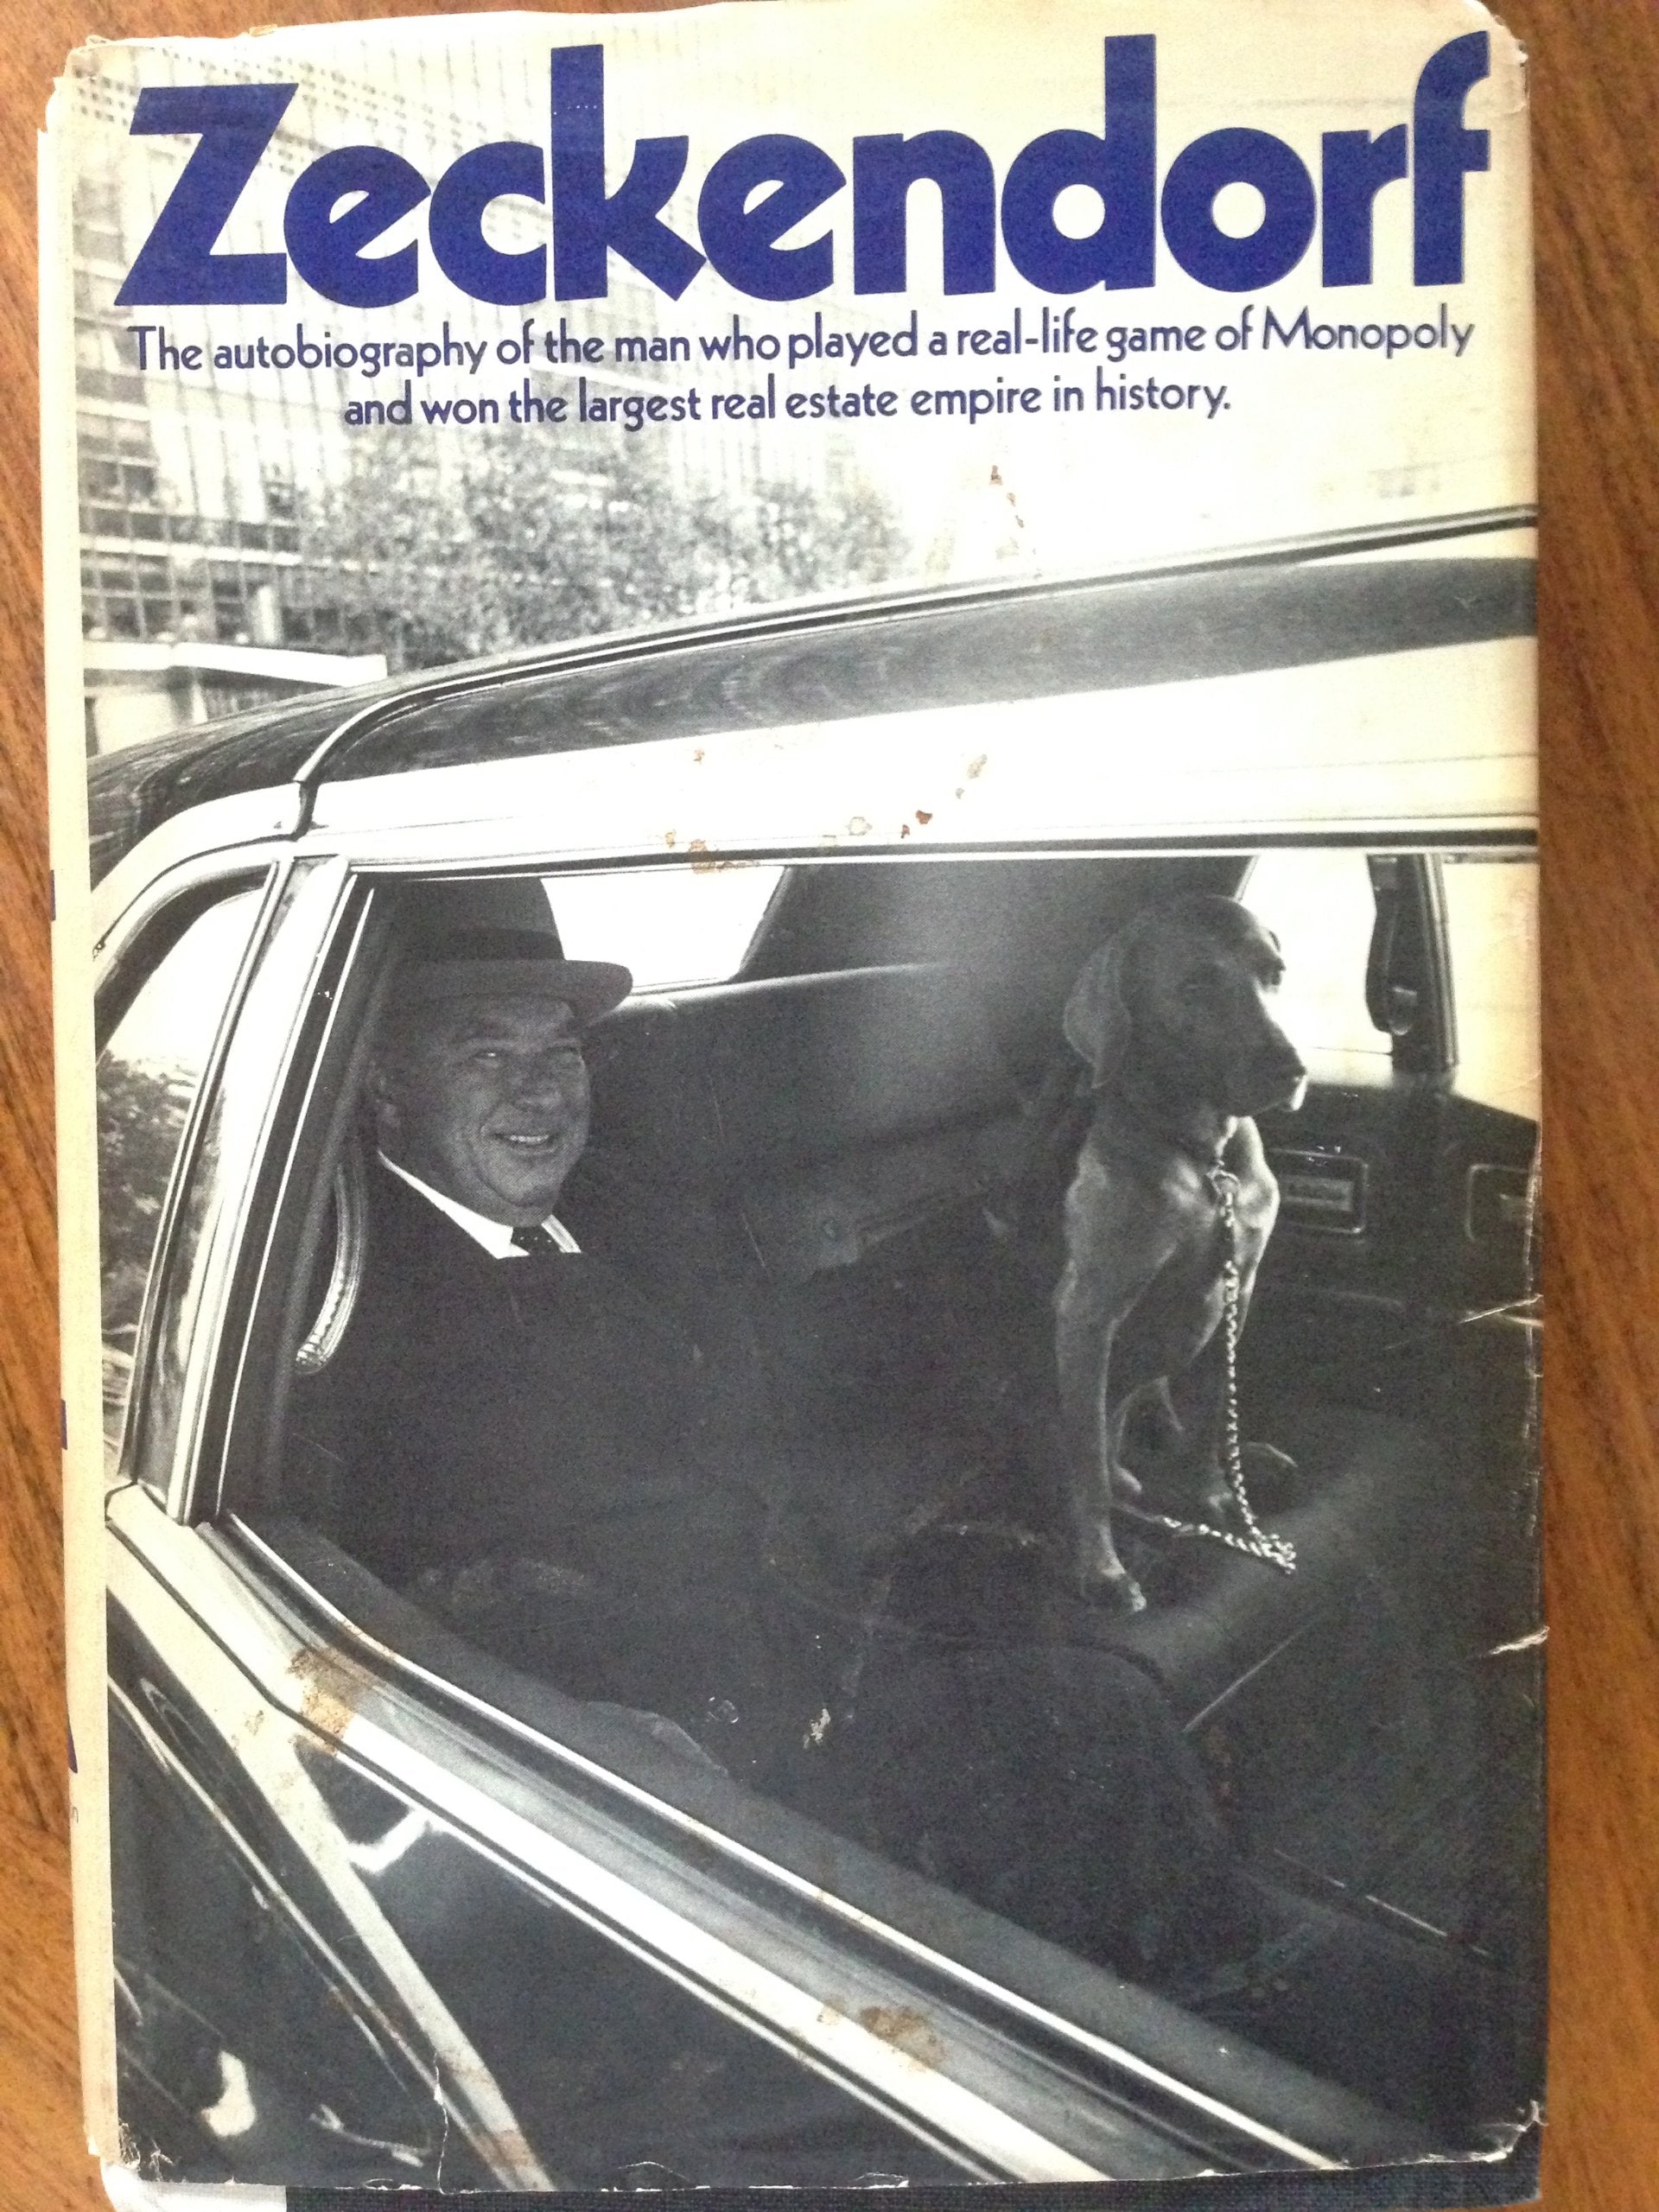 Zeckendorf
The autobiography of the man who played a real-life game of Monopoly
and won the largest real estate empire in history.